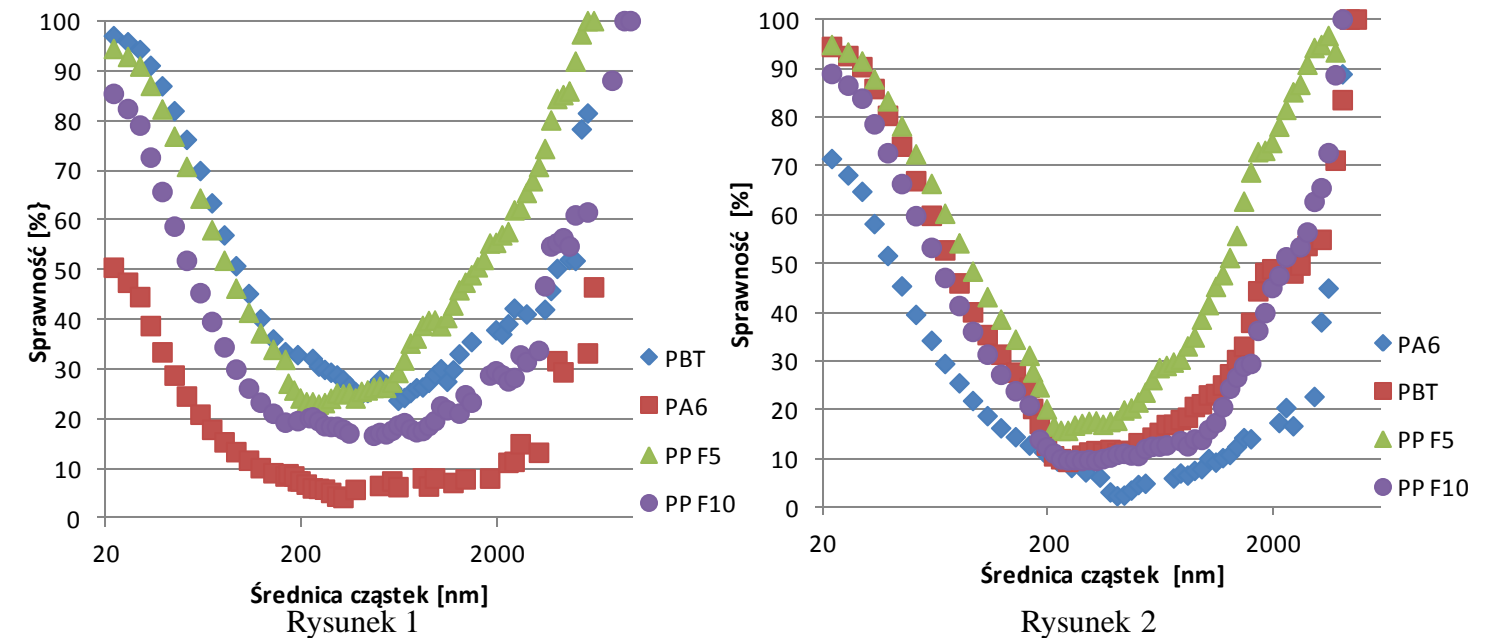 100
90
80
70
60
50
40
30
20
10
0
20
200
2000
Sprawność [%}
Średnica cząstek [nm]
PBT
PA6
PP F5
PP F10
Rysunek 1
100
90
80
70
60
50
40
30
20
10
0
20
200
2000
Sprawność [%]
Średnica cząstek [nm]
PA6
PBT
PP F5
PP F10
Rysunek 2